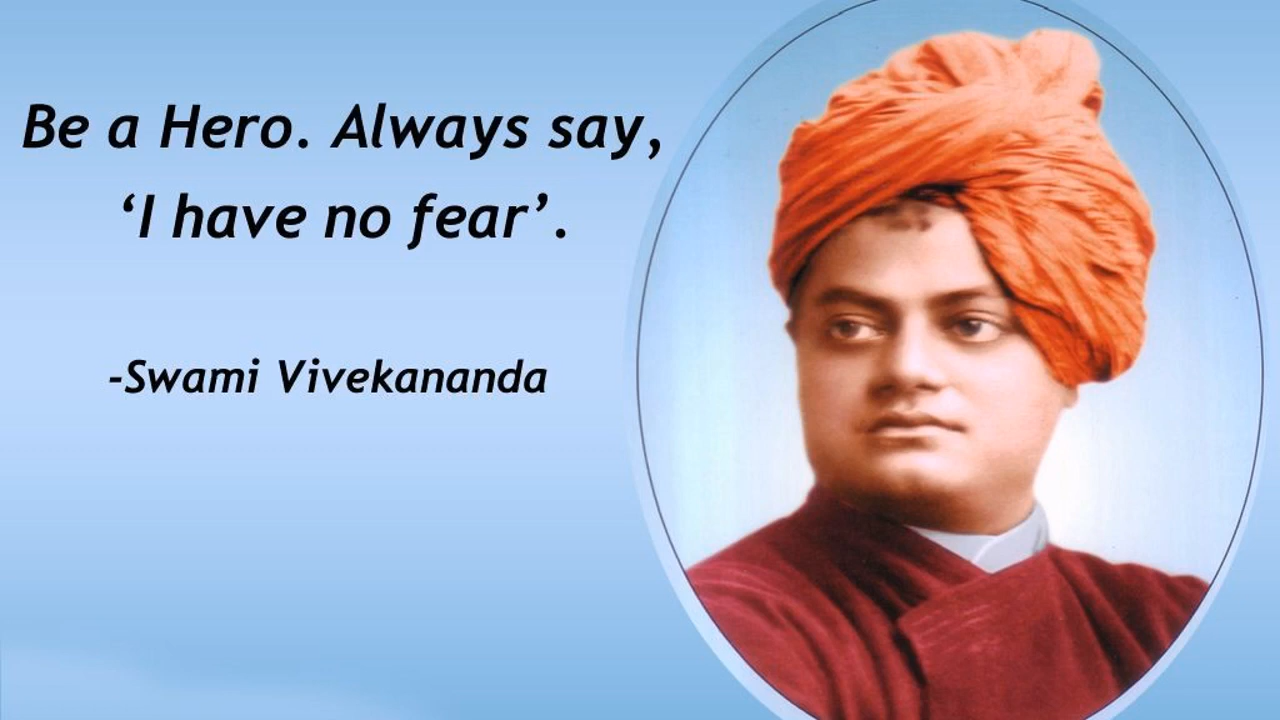 Be a Hero. Always say,
‘I have no fear’.
-Swami Vivekananda